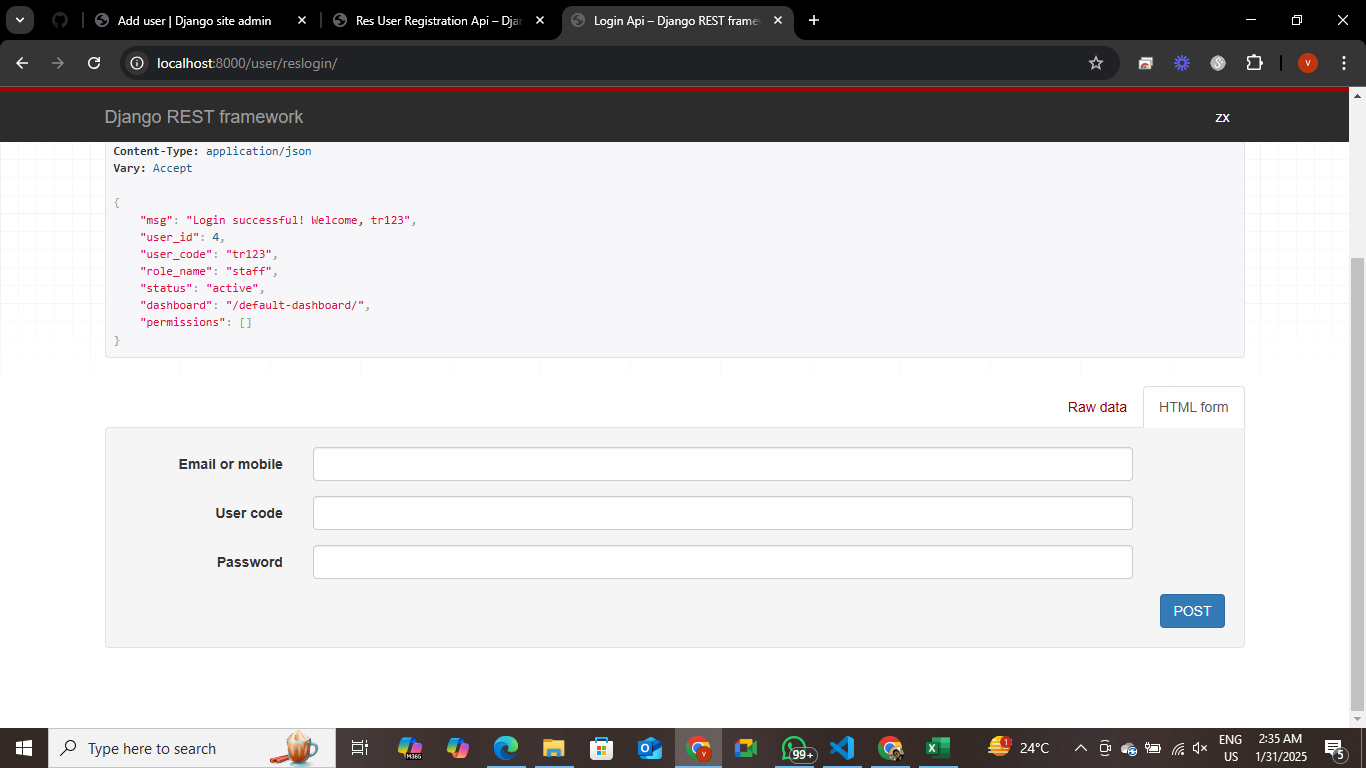 Add user | Django site admin
Res User Registration Api – Djan
Login Api – Django REST framew
localhost:8000/user/reslogin/
V
Django REST framework
zx
Content-Type: application/json
Vary: Accept
{
"msg": "Login successful! Welcome, tr123",
"user_id": 4,
"user_code": "tr123",
"role_name": "staff",
"status": "active",
"dashboard": "/default-dashboard/",
"permissions": []
}
Raw data
HTML form
Email or mobile
User code
Password
POST
Type here to search
M365
V
99+
1
24°C
ENG
US
2:35 AM
1/31/2025
5